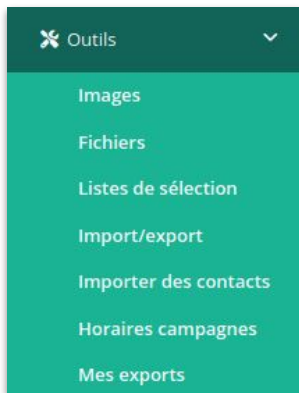 Outils
Images
Fichiers
Listes de sélection
Import/export
Importer des contacts
Horaires campagnes
Mes exports